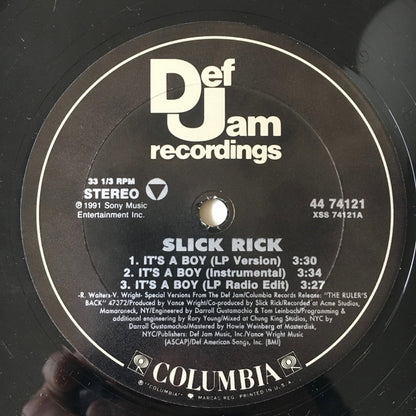 Def
Jam
recordings
33 1/3 RPM
STEREO
℗ 1991 Sony Music
Entertainment Inc.
44 74121
XSS 74121A
SLICK RICK
1. IT'S A BOY (LP Version) 3:30
2. IT'S A BOY (Instrumental) 3:34
3. IT'S A BOY (LP Radio Edit) 3:27
-R. Walters-V. Wright- Special Versions From The Def Jam/Columbia Records Release: "THE RULER'S
BACK" 47372/Produced by Vance Wright/Co-produced by Slick Rick/Recorded at Acme Studios,
Mamaroneck, NY/Engineered by Darroll Gustamachio & Tom Leinbach/Programming &
additional engineering by Rory Young/Mixed at Chung King Studios, NYC by
Darroll Gustamachio/Mastered by Howie Weinberg at Masterdisk,
NYC/Publishers: Def Jam Music, Inc./Vance Wright Music
(ASCAP)/Def American Songs, Inc. (BMI)
COLUMBIA
"COLUMBIA" MARCAS REG. PRINTED IN U.S.A.